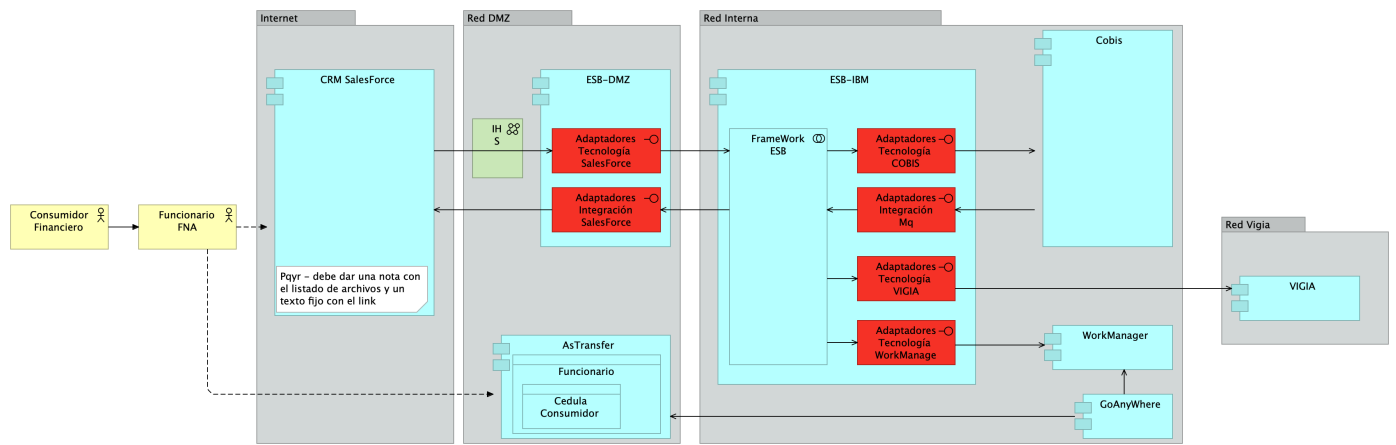 Internet
Red DMZ
Red Interna
Cobis
CRM SalesForce
ESB-DMZ
ESB-IBM
IH
S
Adaptadores
Tecnología
SalesForce
FrameWork
ESB
Adaptadores
Tecnología
COBIS
Adaptadores
Integración
SalesForce
Adaptadores
Integración
Mq
Consumidor
Financiero
Funcionario
FNA
Red Vigia
Pqyr - debe dar una nota con
el listado de archivos y un
texto fijo con el link
Adaptadores
Tecnología
VIGIA
VIGIA
Adaptadores
Tecnología
WorkManage
WorkManager
AsTransfer
Funcionario
Cedula
Consumidor
GoAnyWhere